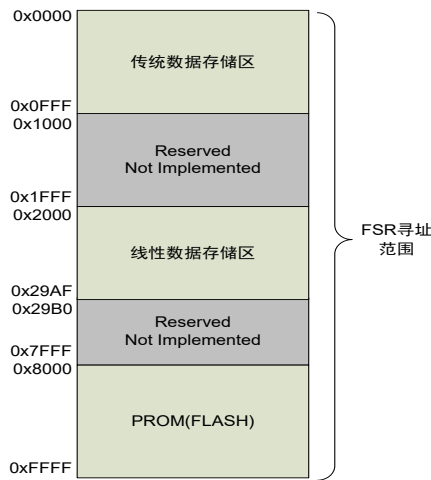 0x0000
传统数据存储区
0x0FFF
0x1000
Reserved
Not Implemented
0x1FFF
0x2000
线性数据存储区
0x29AF
0x29B0
Reserved
Not Implemented
0x7FFF
0x8000
PROM(FLASH)
0xFFFF
FSR寻址
范围